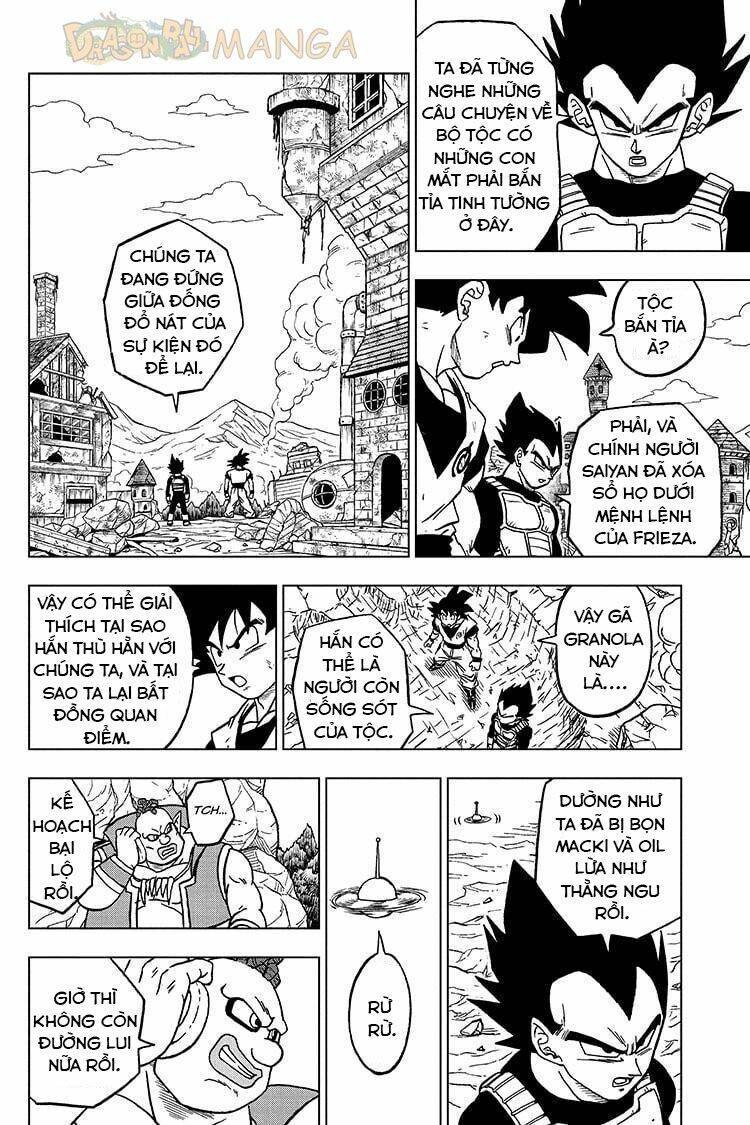 DRAGON BALL MANGA
TA ĐÃ TỪNG
NGHE NHỮNG
CÂU CHUYỆN VỀ
BỘ TỘC CÓ
NHỮNG CON
MẮT PHẢI BẮN
TỈA TINH TƯỜNG
Ở ĐÂY.
CHÚNG TA
ĐANG ĐỨNG
GIỮA ĐỐNG
ĐỔ NÁT CỦA
SỰ KIỆN ĐÓ
ĐỂ LẠI.
TỘC
BẮN TỈA
À?
PHẢI, VÀ
CHÍNH NGƯỜI
SAIYAN ĐÃ XÓA
SỔ HỌ DƯỚI
MỆNH LỆNH
CỦA FRIEZA.
VẬY GÃ
GRANOLA
NÀY
LÀ....
HẮN CÓ
THỂ LÀ
NGƯỜI CÒN
SỐNG SÓT
CỦA TỘC.
VẬY CÓ THỂ GIẢI
THÍCH TẠI SAO
HẮN THÙ HẰN VỚI
CHÚNG TA, VÀ TẠI
SAO TA LẠI BẤT
ĐỒNG QUAN
ĐIỂM.
DƯỜNG NHƯ
TA ĐÃ BỊ BỌN
MACKI VÀ OIL
LỪA NHƯ
THẰNG NGU
RỒI.
RỪ
RỪ.
TCH...
KẾ
HOẠCH
BẠI
LỘ
RỒI.
GIỜ THÌ
KHÔNG CÒN
ĐƯỜNG LUI
NỮA RỒI.